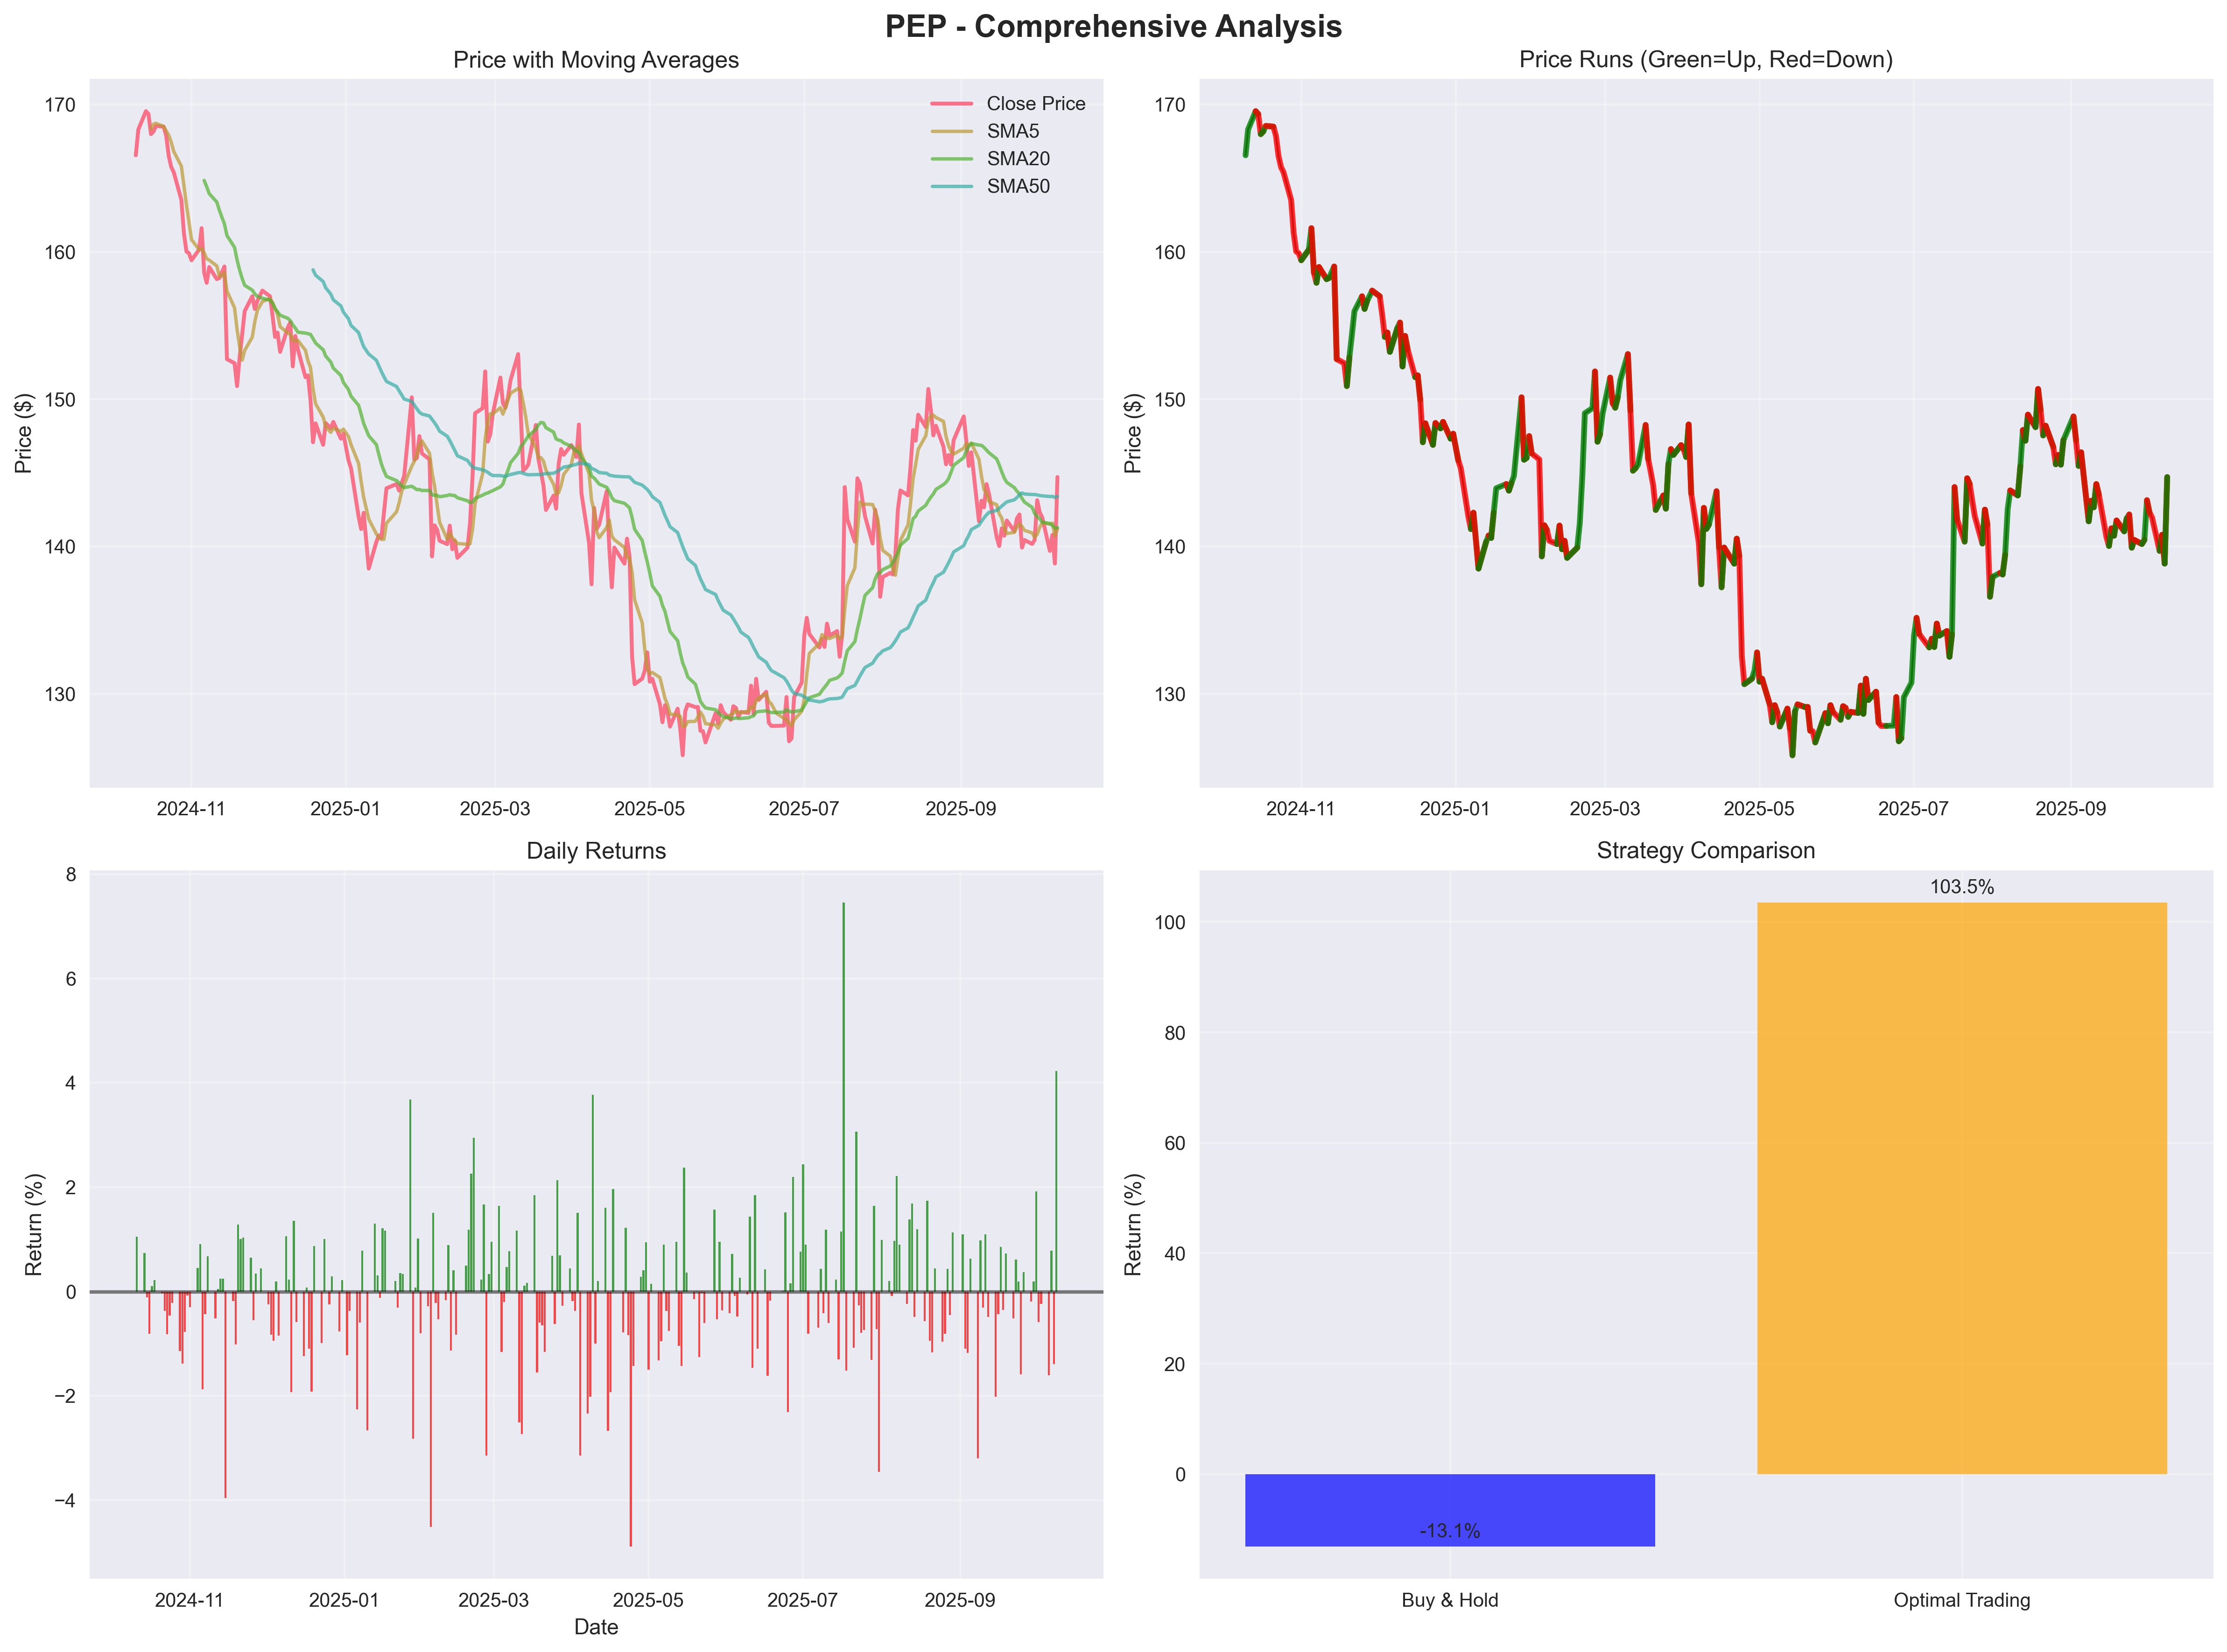 PEP - Comprehensive Analysis
Price with Moving Averages
Price ($)
170
160
150
140
130
Close Price
SMA5
SMA20
SMA50
2024-11
2025-01
2025-03
2025-05
2025-07
2025-09
Price Runs (Green=Up, Red=Down)
Price ($)
170
160
150
140
130
2024-11
2025-01
2025-03
2025-05
2025-07
2025-09
Daily Returns
Return (%)
8
6
4
2
0
−2
−4
2024-11
2025-01
2025-03
2025-05
2025-07
2025-09
Date
Strategy Comparison
Return (%)
100
80
60
40
20
0
103.5%
-13.1%
Buy & Hold
Optimal Trading